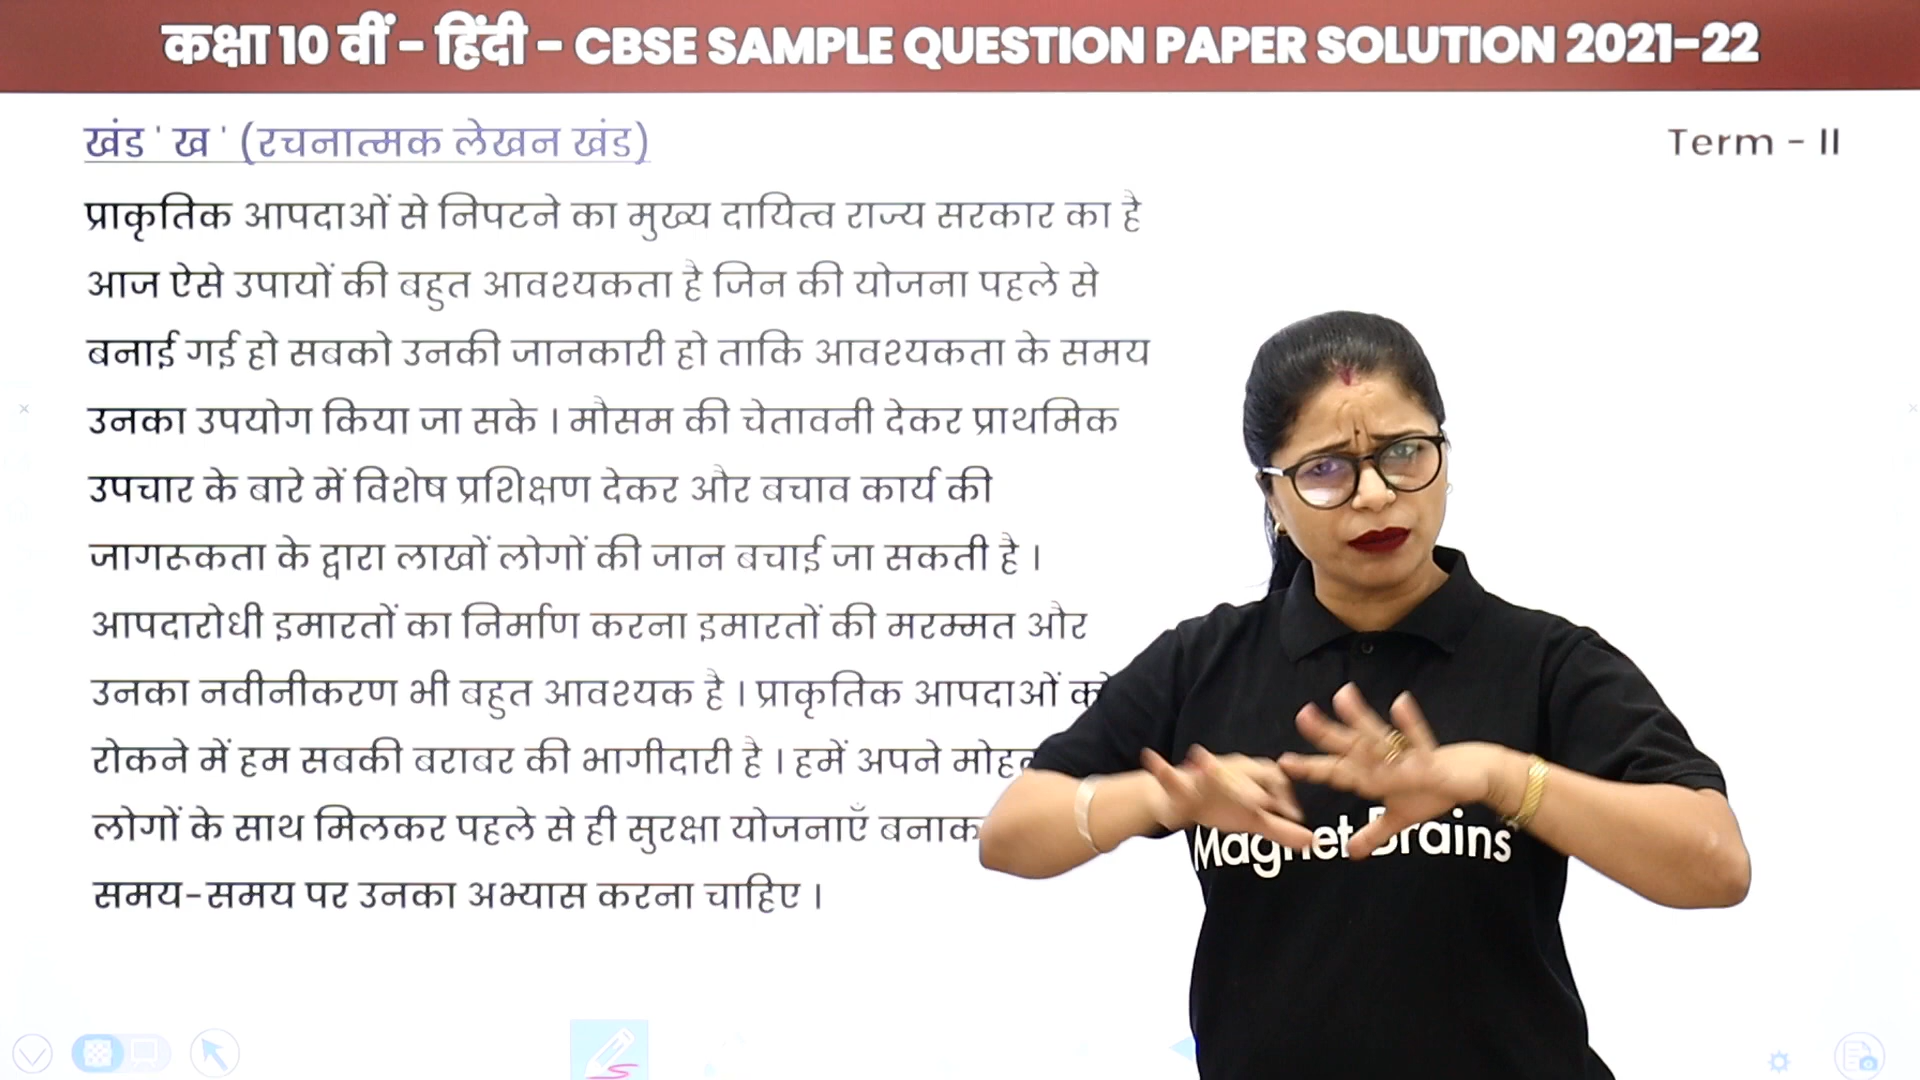 कक्षा 10 वीं - हिंदी - CBSE SAMPLE QUESTION PAPER SOLUTION 2021-22
खंड ' ख ' (रचनात्मक लेखन खंड)
Term - II
प्राकृतिक आपदाओं से निपटने का मुख्य दायित्व राज्य सरकार का है
आज ऐसे उपायों की बहुत आवश्यकता है जिन की योजना पहले से
बनाई गई हो सबको उनकी जानकारी हो ताकि आवश्यकता के समय
उनका उपयोग किया जा सके । मौसम की चेतावनी देकर प्राथमिक
उपचार के बारे में विशेष प्रशिक्षण देकर और बचाव कार्य की
जागरूकता के द्वारा लाखों लोगों की जान बचाई जा सकती है ।
आपदारोधी इमारतों का निर्माण करना इमारतों की मरम्मत और
उनका नवीनीकरण भी बहुत आवश्यक है । प्राकृतिक आपदाओं को
रोकने में हम सबकी बराबर की भागीदारी है । हमें अपने
लोगों के साथ मिलकर पहले से ही सुरक्षा योजनाएँ
समय-समय पर उनका अभ्यास करना चाहिए ।
Magnet Brains